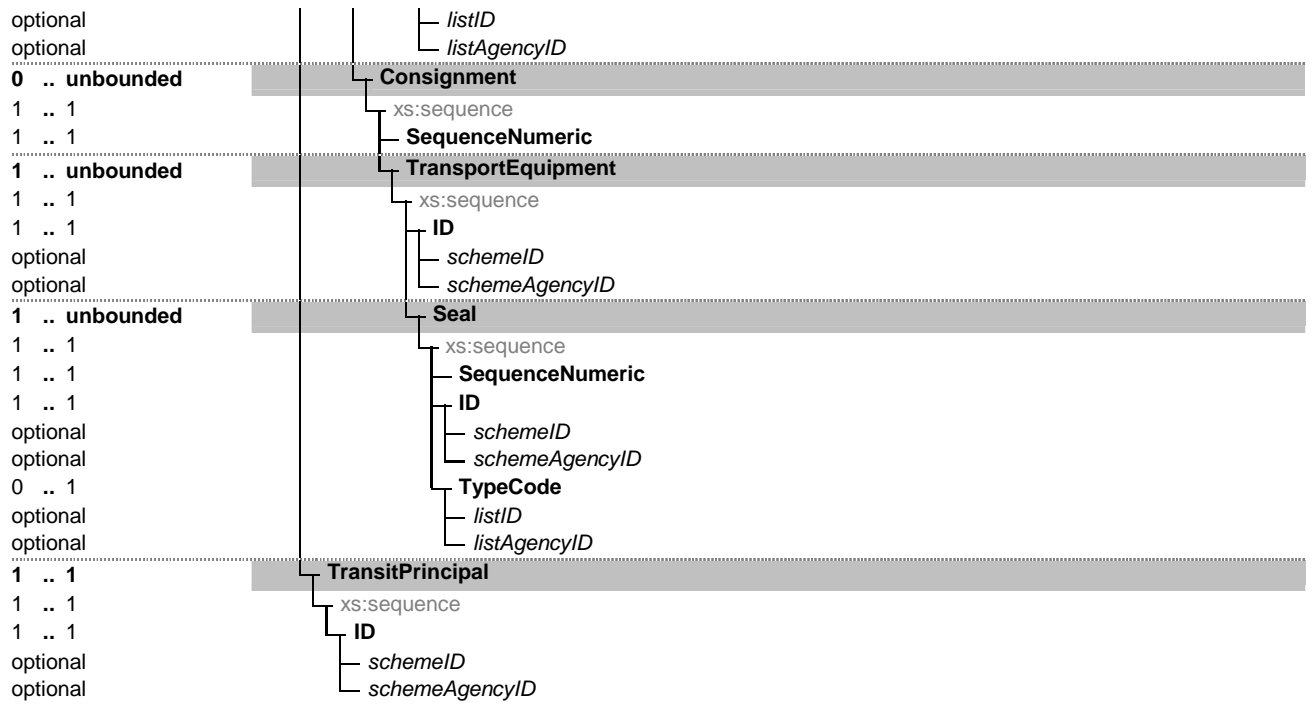 optional listID
optional listAgencyID
0 .. unbounded Consignment
1 .. 1 xs:sequence
1 .. 1 SequenceNumeric
1 .. unbounded TransportEquipment
1 .. 1 xs:sequence
1 .. 1 ID
optional schemeID
optional schemeAgencyID
1 .. unbounded Seal
1 .. 1 xs:sequence
1 .. 1 SequenceNumeric
1 .. 1 ID
optional schemeID
optional schemeAgencyID
0 .. 1 TypeCode
optional listID
optional listAgencyID
1 .. 1 TransitPrincipal
1 .. 1 xs:sequence
1 .. 1 ID
optional schemeID
optional schemeAgencyID